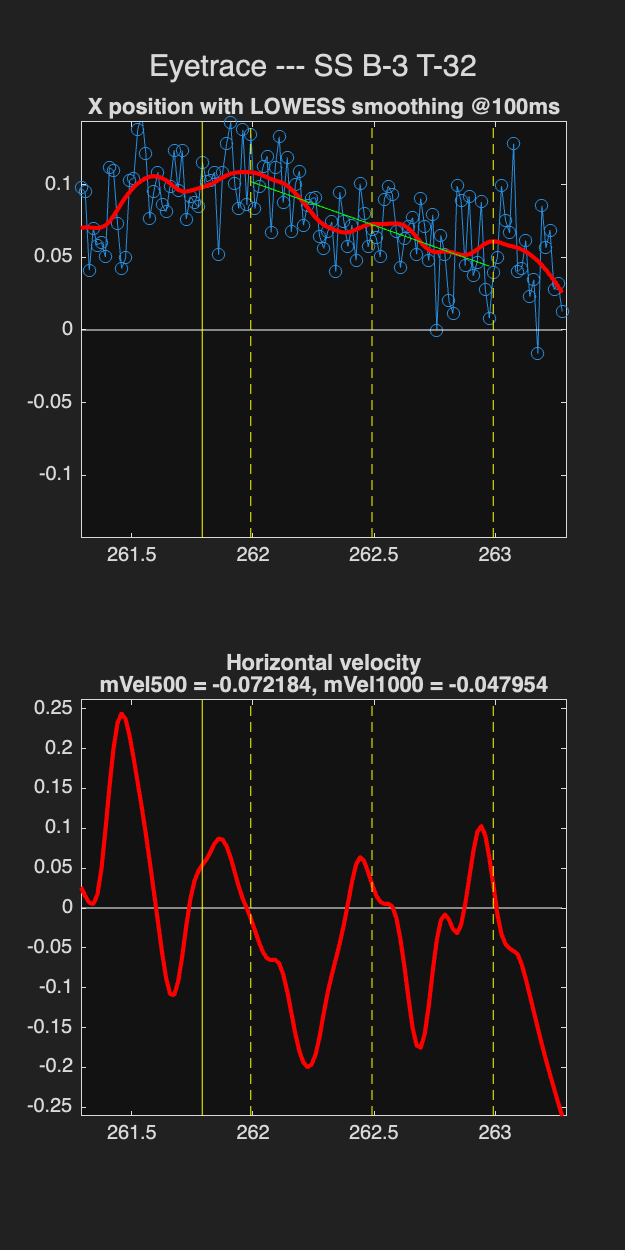 Eyetrace --- SS B-3 T-32
X position with LOWESS smoothing @100ms
0.1
0.05
0
-0.05
-0.1
261.5 262 262.5 263
Horizontal velocity
mVel500 = -0.072184, mVel1000 = -0.047954
0.25
0.2
0.15
0.1
0.05
0
-0.05
-0.1
-0.15
-0.2
-0.25
261.5 262 262.5 263